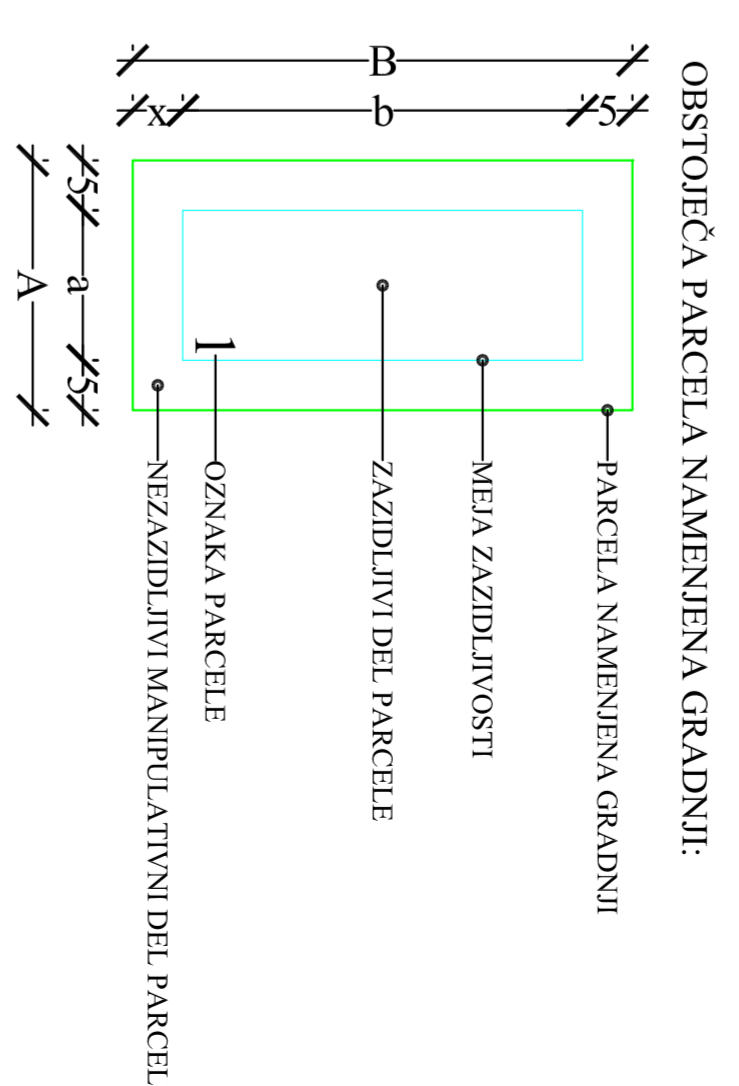 OBSTOJEČA PARCELA NAMENJENA GRADNJI:
PARCELA NAMENJENA GRADNJI
MEJA ZAZIDLJIVOSTI
ZAZIDLJIVI DEL PARCELE
OZNAKA PARCELE
NEZAZIDLJIVI MANIPULATIVNI DEL PARCEL
1
B
5
b
x
5
a
5
A